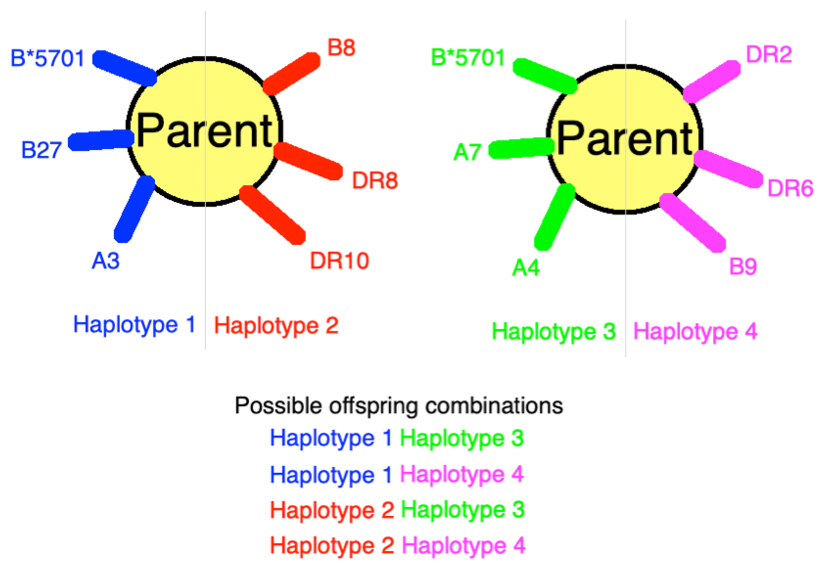 B*5701
B8
B27
Parent
DR8
A3
DR10
Haplotype 1
Haplotype 2
B*5701
DR2
A7
Parent
DR6
A4
B9
Haplotype 3
Haplotype 4
Possible offspring combinations
Haplotype 1 Haplotype 3
Haplotype 1 Haplotype 4
Haplotype 2 Haplotype 3
Haplotype 2 Haplotype 4